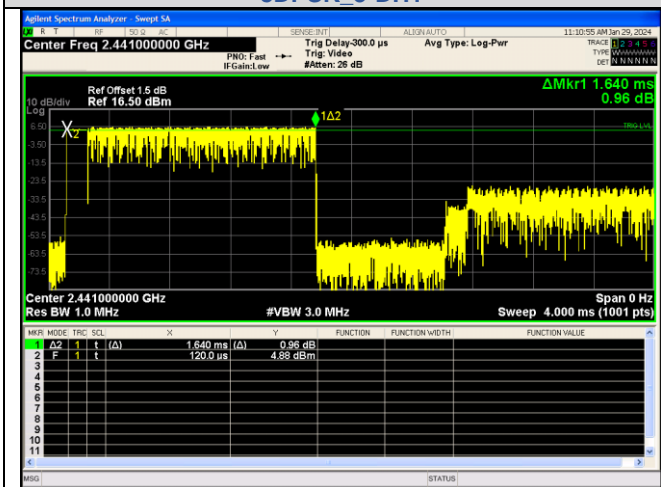 Agilent Spectrum Analyzer - Swept SA
R T RF 50 Ω AC SENSE:INT ALIGN AUTO 11:10:55 AM Jan 29, 2024
Center Freq 2.441000000 GHz
PNO: Fast
IFGain:Low
Trig Delay-300.0 µs
Trig: Video
#Atten: 26 dB
Avg Type: Log-Pwr
TRACE 1 2 3 4 5 6
TYPE
DET N N N N N N
ΔMkr1 1.640 ms
0.96 dB
Ref Offset 1.5 dB
10 dB/div Ref 16.50 dBm
Log
1Δ2
6.50
X2
TRIG LVL
-3.50
-13.5
-23.5
-33.5
-43.5
-53.5
-63.5
-73.5
Center 2.441000000 GHz Span 0 Hz
Res BW 1.0 MHz #VBW 3.0 MHz Sweep 4.000 ms (1001 pts)
MKR MODE TRC SCL X Y FUNCTION FUNCTION WIDTH FUNCTION VALUE
1 Δ2 1 t (Δ) 1.640 ms (Δ) 0.96 dB
2 F 1 t 120.0 µs 4.88 dBm
3
4
5
6
7
8
9
10
11
MSG STATUS